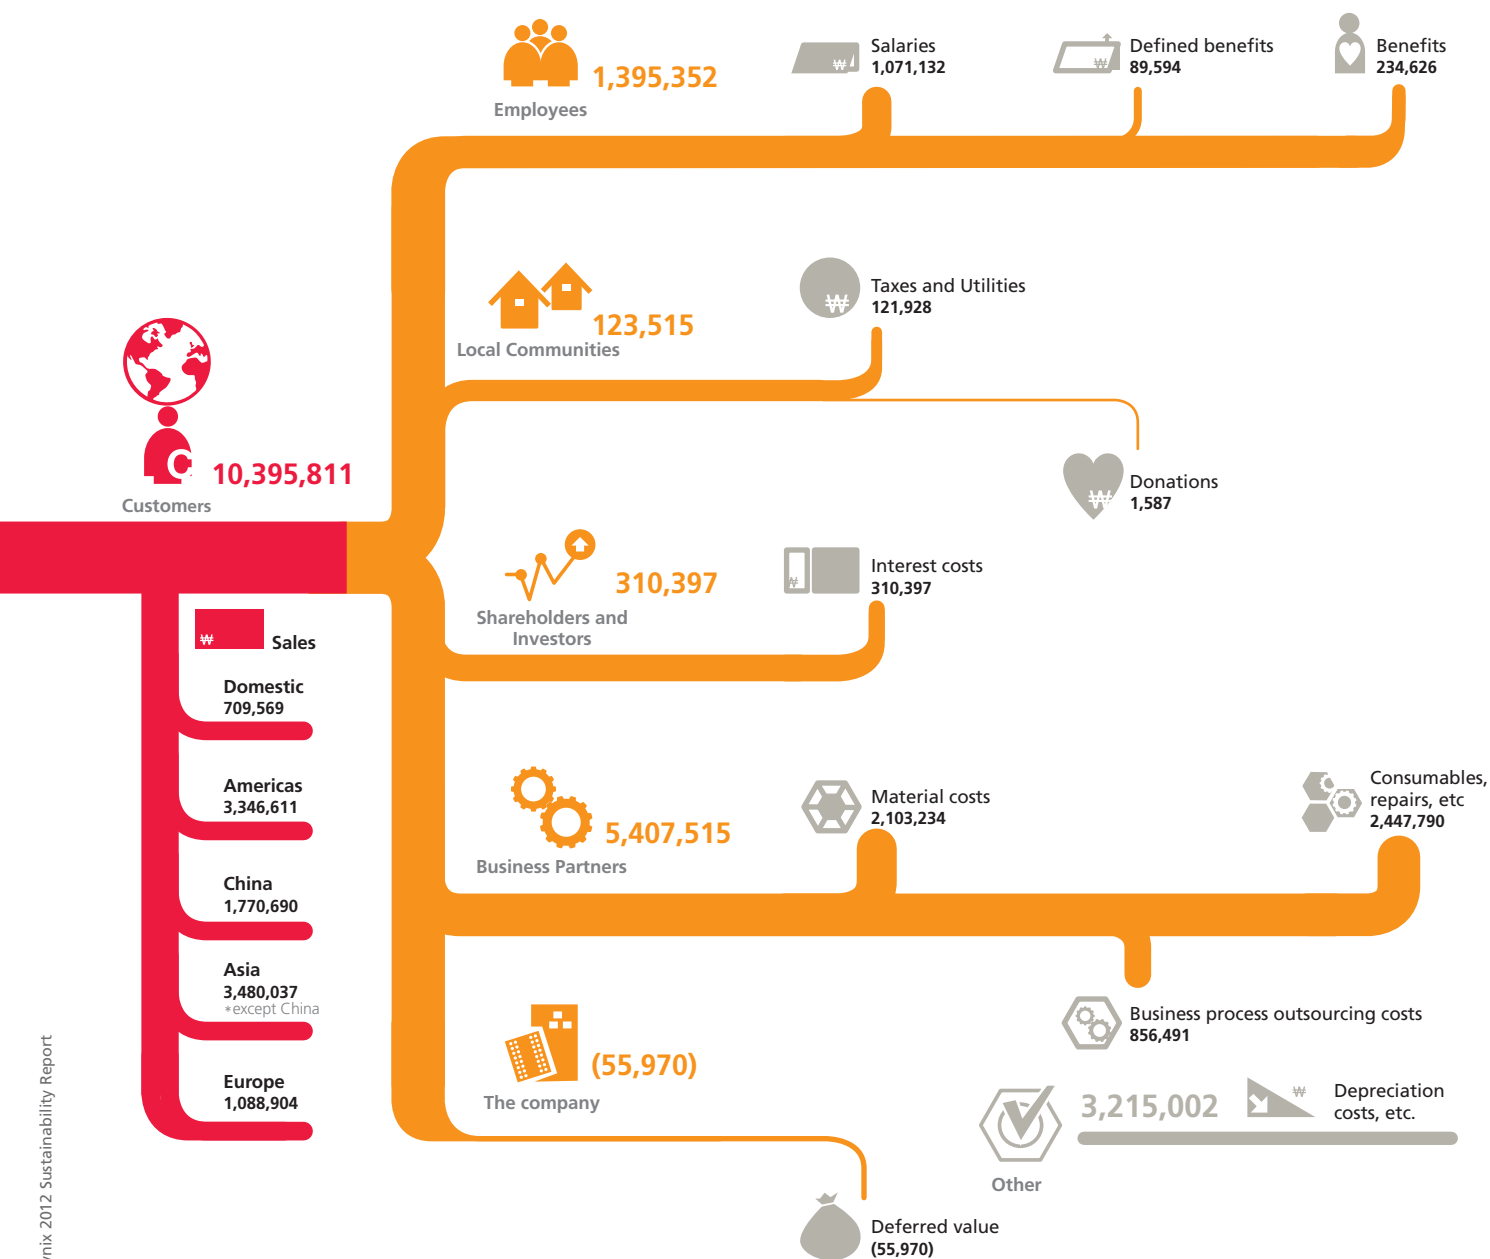 1,395,352
Employees
Salaries
1,071,132
Defined benefits
89,594
Benefits
234,626
123,515
Local Communities
Taxes and Utilities
121,928
Donations
1,587
10,395,811
Customers
310,397
Shareholders and
Investors
Interest costs
310,397
₩
Sales
Domestic
709,569
Americas
3,346,611
China
1,770,690
Asia
3,480,037
*except China
Europe
1,088,904
5,407,515
Business Partners
Material costs
2,103,234
Consumables,
repairs, etc
2,447,790
Business process outsourcing costs
856,491
(55,970)
The company
3,215,002
Other
₩
Depreciation
costs, etc.
Deferred value
(55,970)
2012 Sustainability Report